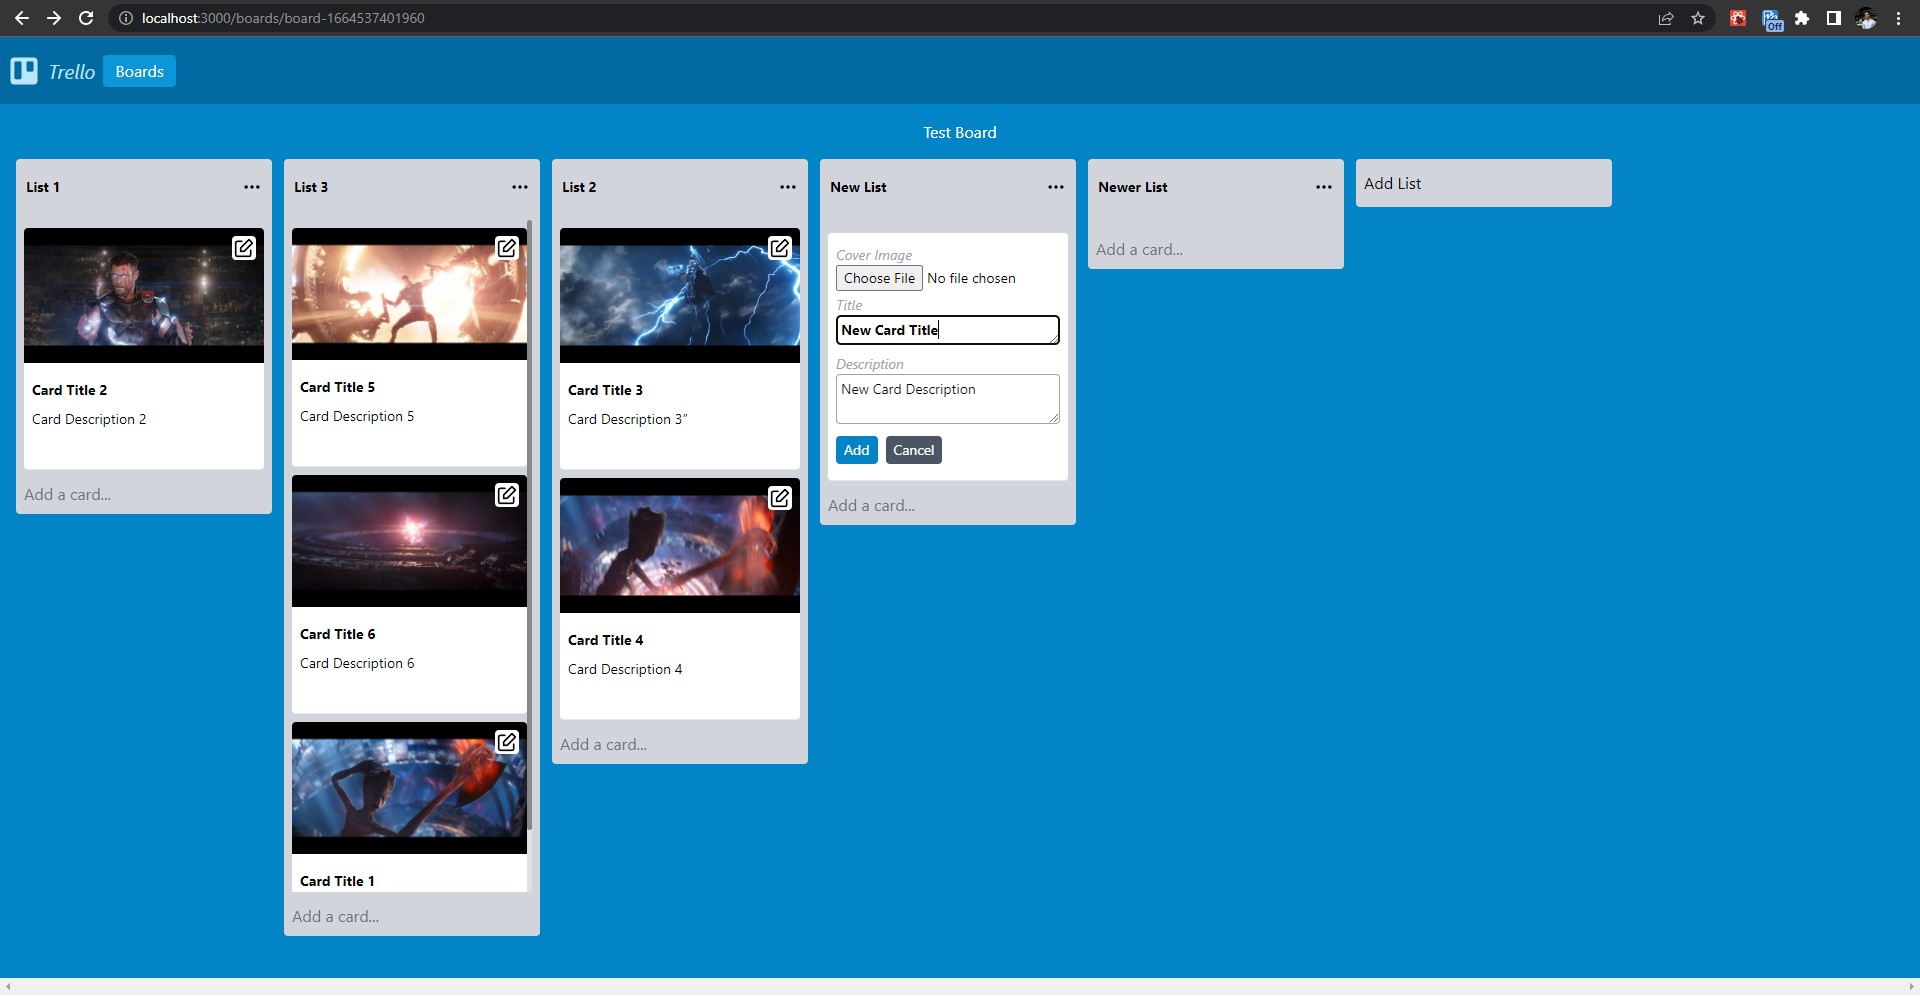 localhost:3000/boards/board-1664537401960
Off
Trello
Boards
Test Board
List 1
Card Title 2
Card Description 2
Add a card...
List 3
Card Title 5
Card Description 5
Card Title 6
Card Description 6
Card Title 1
Add a card...
List 2
Card Title 3
Card Description 3"
Card Title 4
Card Description 4
Add a card...
New List
Cover Image
Choose File No file chosen
Title
New Card Title
Description
New Card Description
Add Cancel
Add a card...
Newer List
Add a card...
Add List